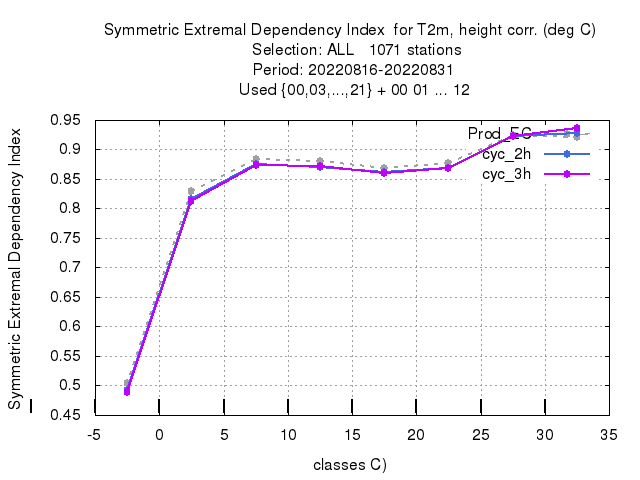 Symmetric Extremal Dependency Index  for T2m, height corr. (deg C)
Selection: ALL   1071 stations
Period: 20220816-20220831
Used {00,03,...,21} + 00 01 ... 12
Symmetric Extremal Dependency Index
0.95
0.9
0.85
0.8
0.75
0.7
0.65
0.6
0.55
0.5
0.45
Prod_EC
cyc_2h
cyc_3h
-5 0 5 10 15 20 25 30 35
classes C)